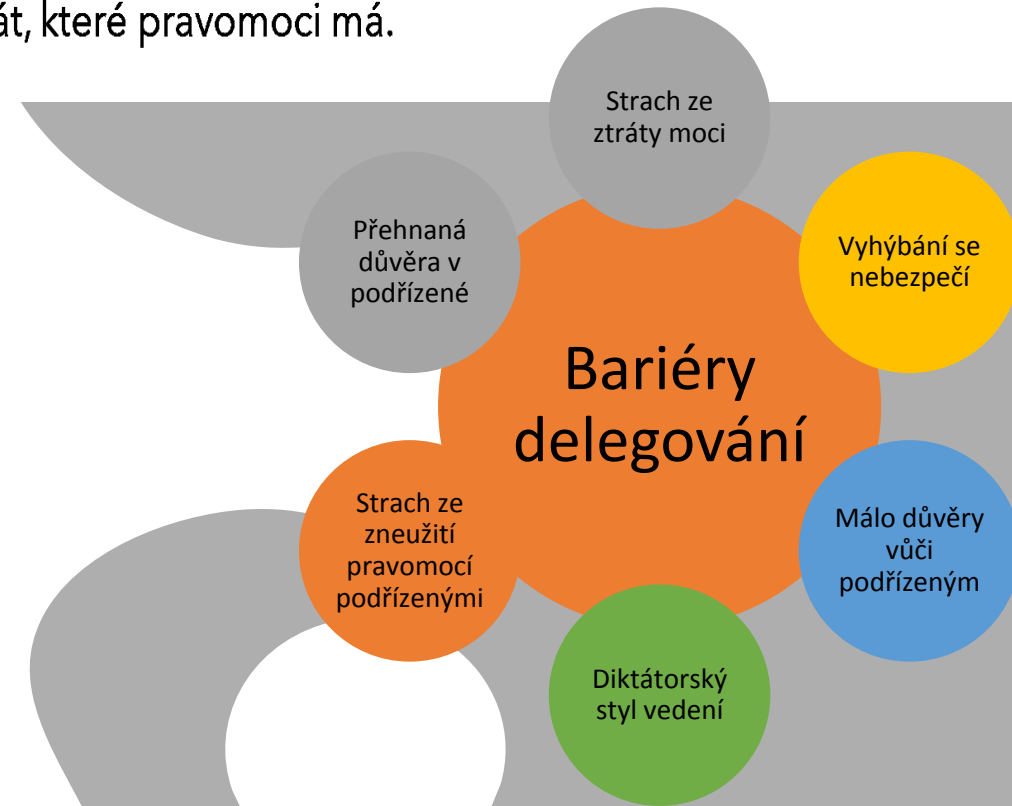 át, které pravomoci má.
Strach ze
ztráty moci
Přehnaná
důvěra v
podřízené
Vyhýbání se
nebezpečí
Bariéry
delegování
Strach ze
zneužití
pravomocí
podřízenými
Málo důvěry
vůči
podřízeným
Diktátorský
styl vedení